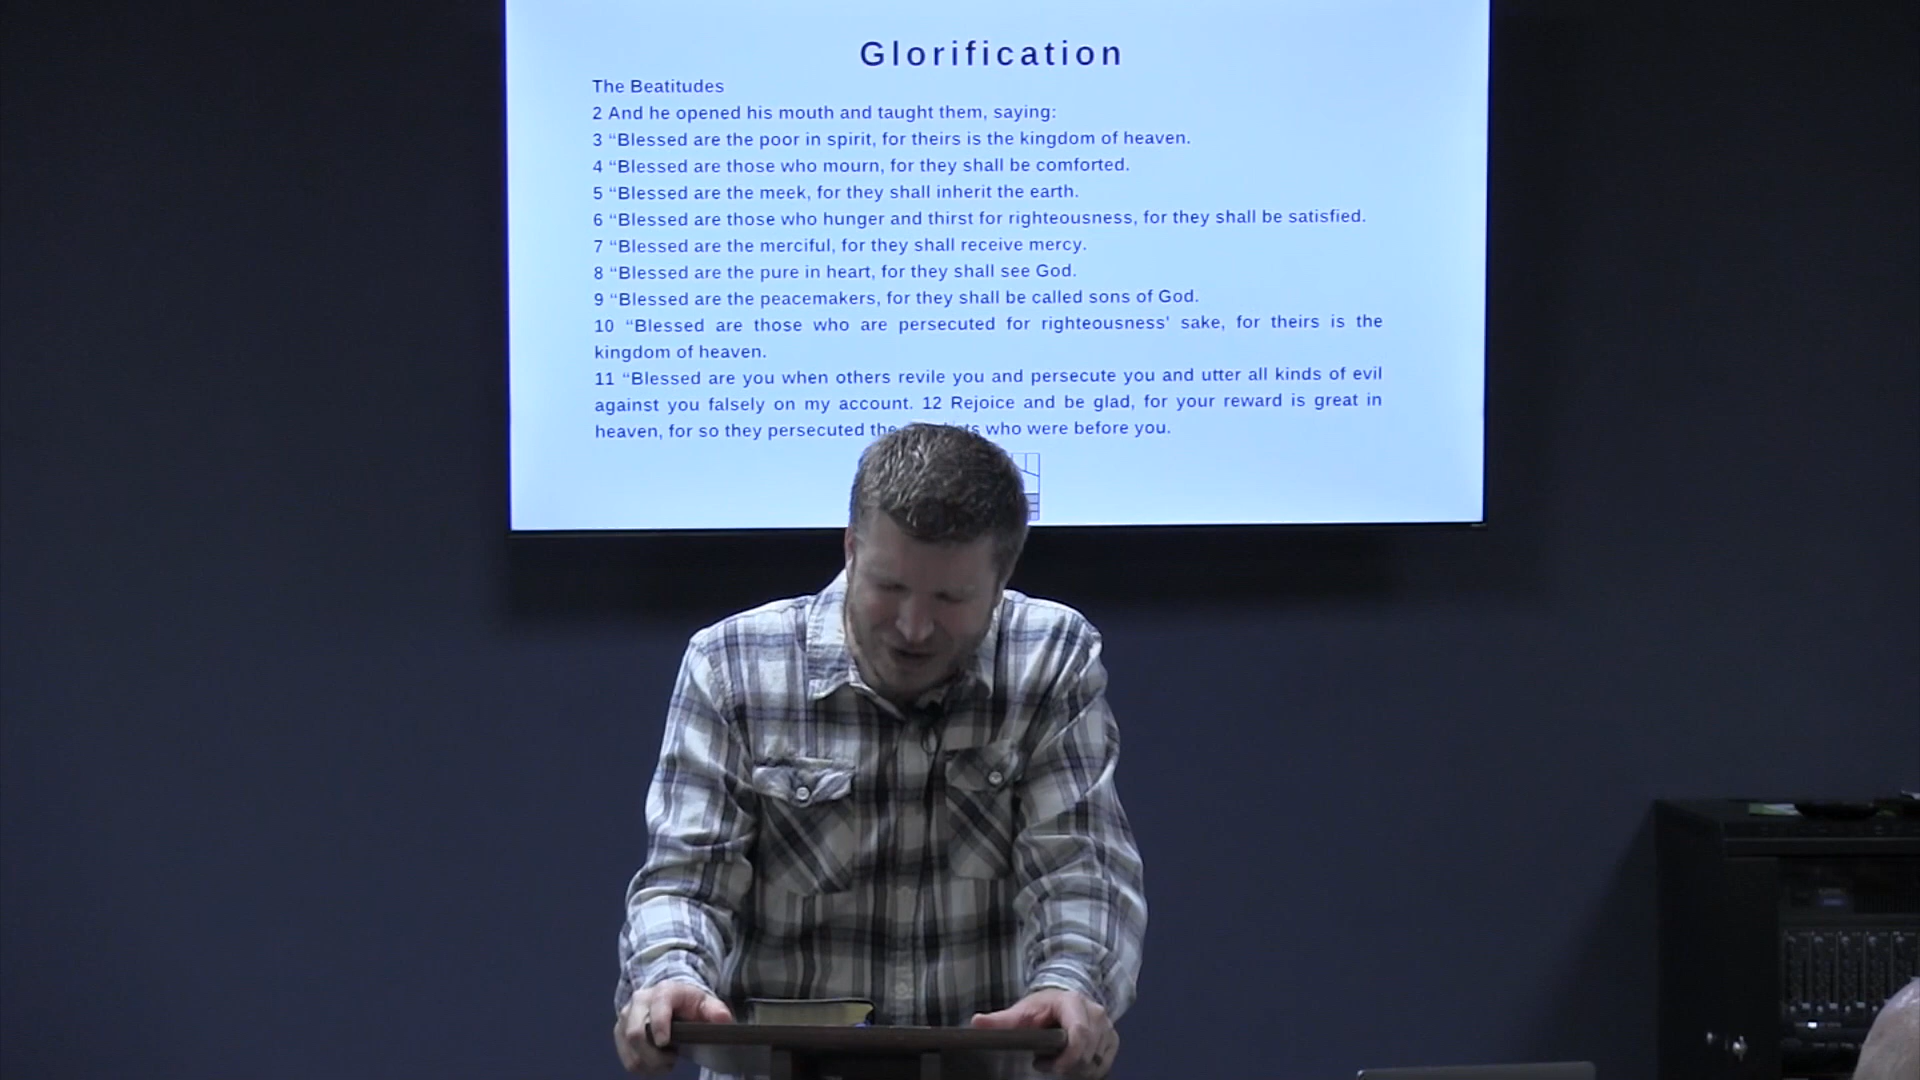 Glorification
The Beatitudes
2 And he opened his mouth and taught them, saying:
3 “Blessed are the poor in spirit, for theirs is the kingdom of heaven.
4 “Blessed are those who mourn, for they shall be comforted.
5 “Blessed are the meek, for they shall inherit the earth.
6 “Blessed are those who hunger and thirst for righteousness, for they shall be satisfied.
7 “Blessed are the merciful, for they shall receive mercy.
8 “Blessed are the pure in heart, for they shall see God.
9 “Blessed are the peacemakers, for they shall be called sons of God.
10 “Blessed are those who are persecuted for righteousness' sake, for theirs is the
kingdom of heaven.
11 “Blessed are you when others revile you and persecute you and utter all kinds of evil
against you falsely on my account. 12 Rejoice and be glad, for your reward is great in
heaven, for so they persecuted the who were before you.